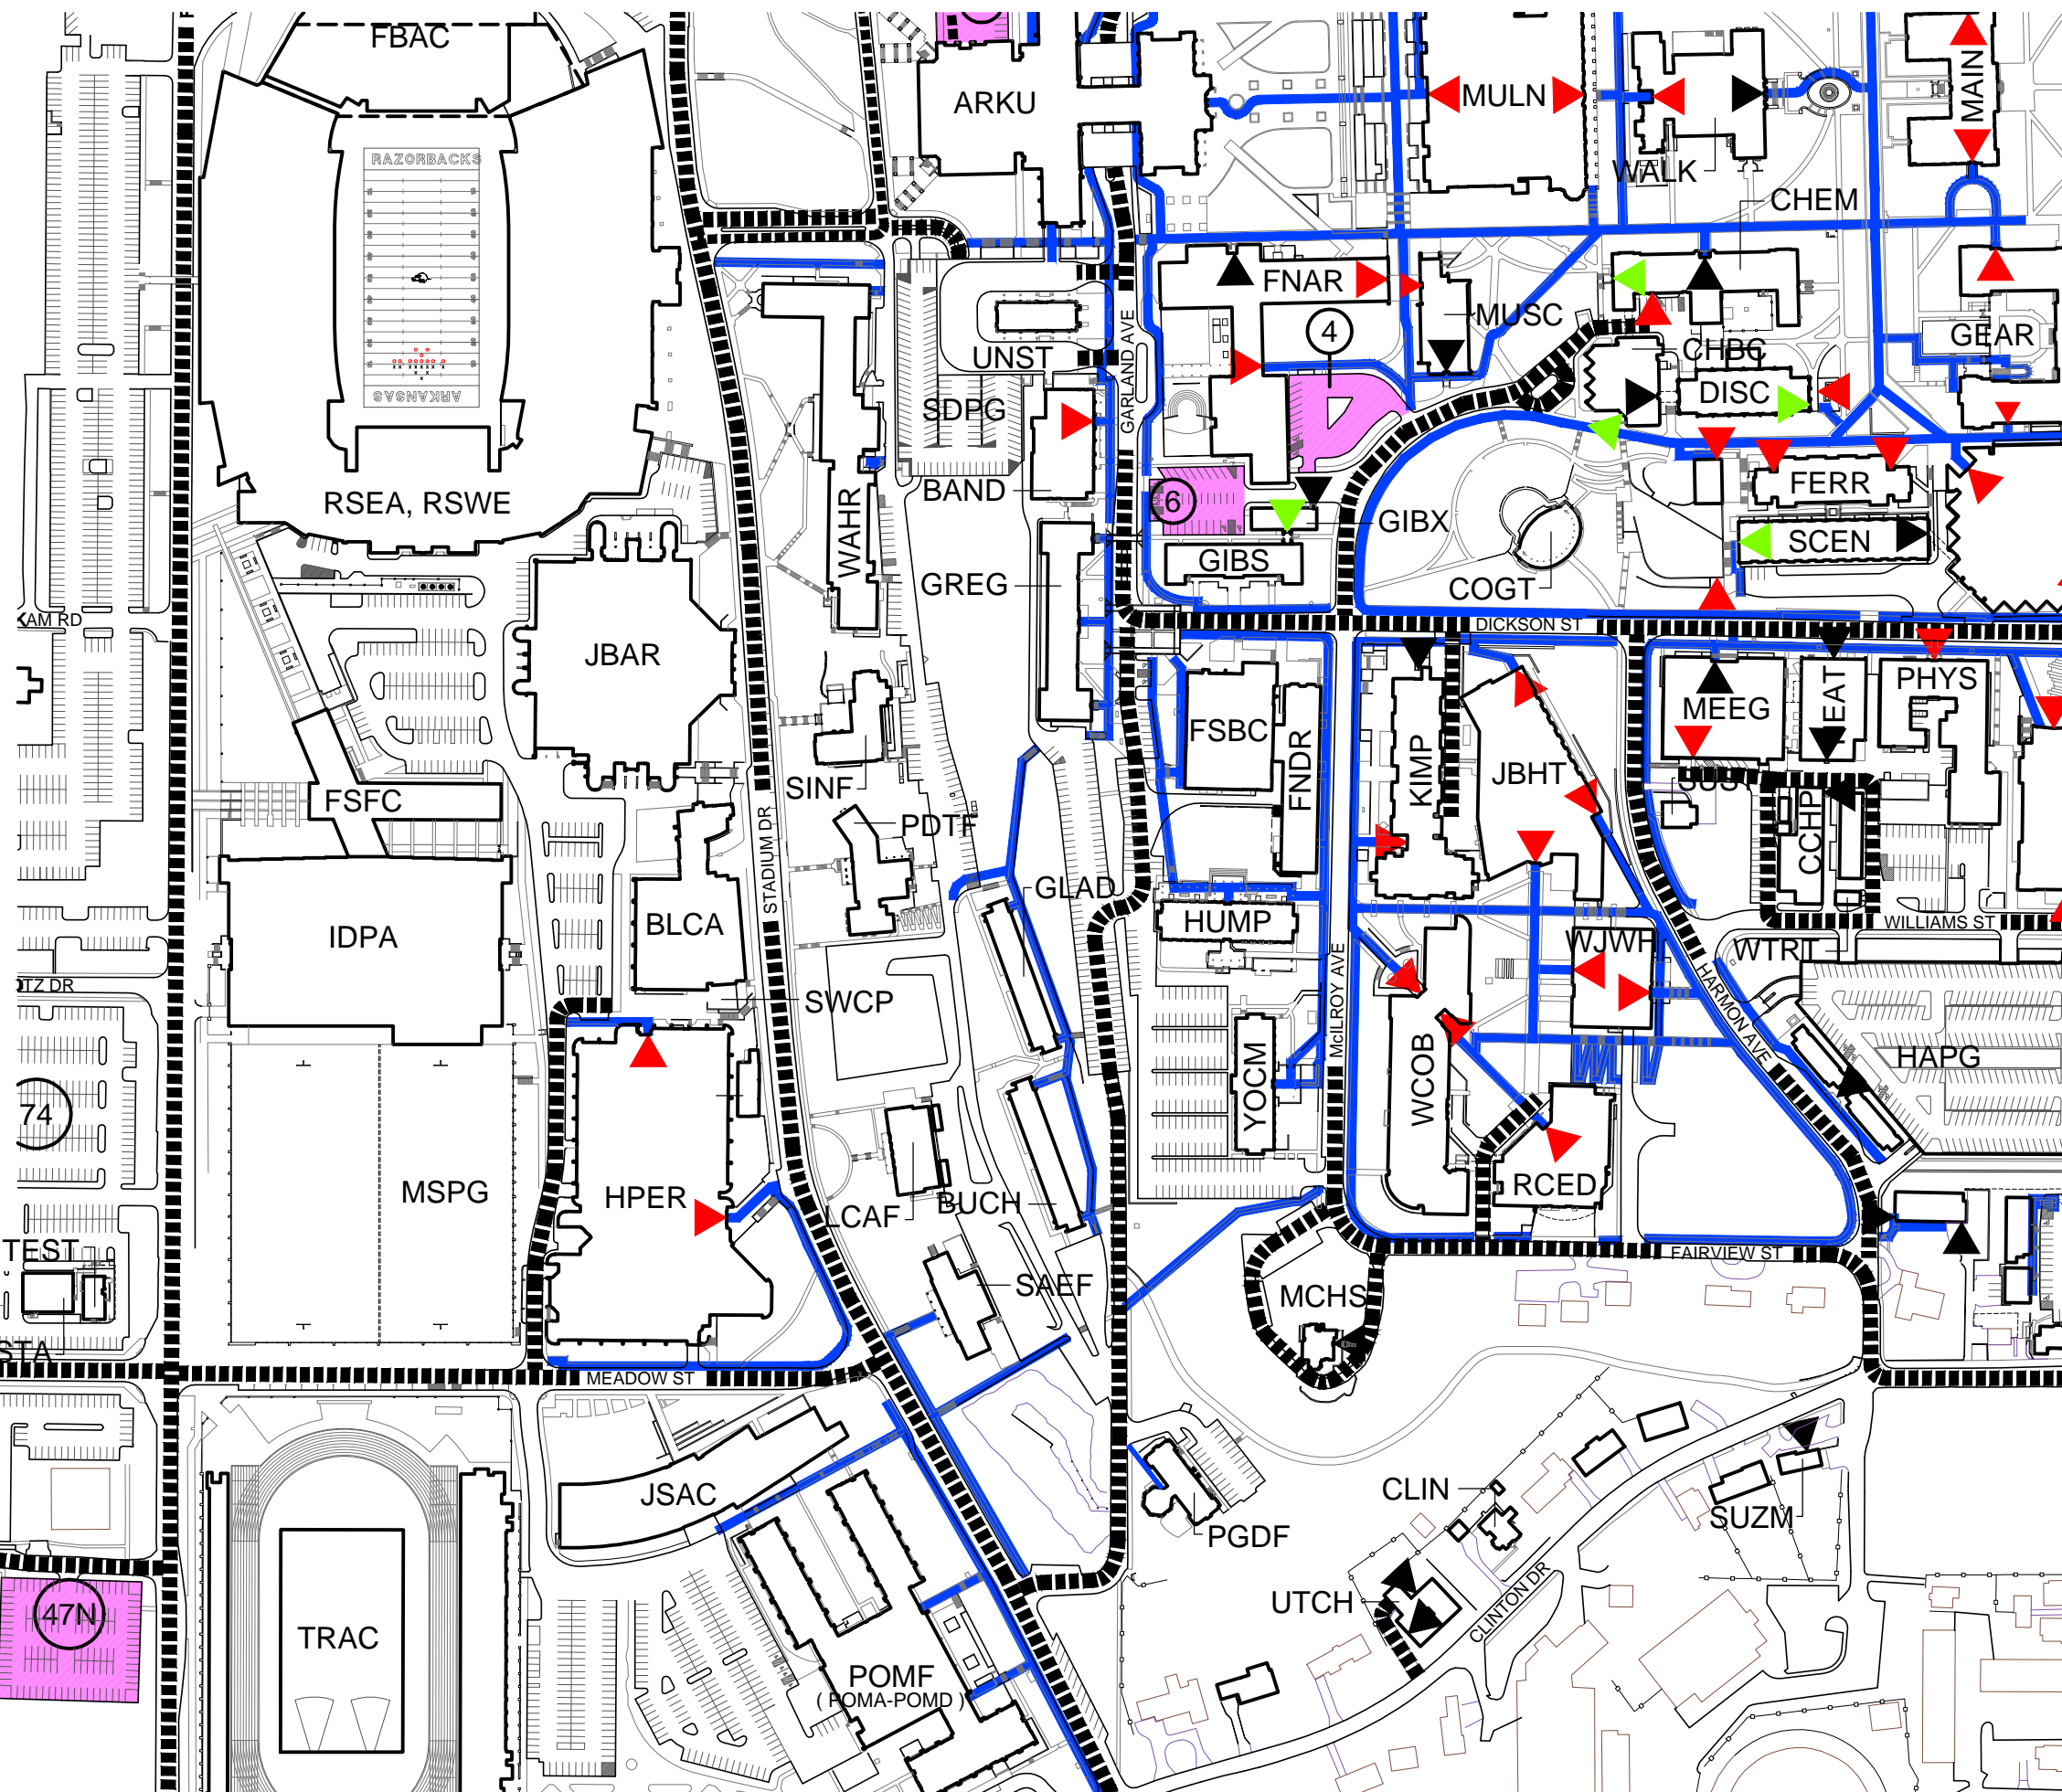 FBAC
ARKU
MULN
MAIN
WALK
CHEM
RAZORBACKS
FNAR
MUSC
4
GEAR
UNST
CHBC
DISC
SDPG
GARLAND AVE
ARKANSAS
BAND
6
FERR
RSEA, RSWE
GIBX
WAHR
GIBS
SCEN
GREG
COGT
KAM RD
DICKSON ST
JBAR
FSBC
MEEG
PHYS
FNDR
KIMP
JBHT
SINF
FSFC
STADIUM DR
PDTF
CCHP
GLAD
BLCA
HUMP
WILLIAMS ST
IDPA
WJWH
WTRT
McILROY AVE
HARMON AVE
SWCP
HAPG
YOCM
WCOB
74
MSPG
HPER
LCAF
BUCH
RCED
TEST
FAIRVIEW ST
SAEF
MCHS
STA
MEADOW ST
CLIN
JSAC
SUZM
PGDF
UTCH
CLINTON DR
47N
TRAC
POMF
( POMA-POMD )